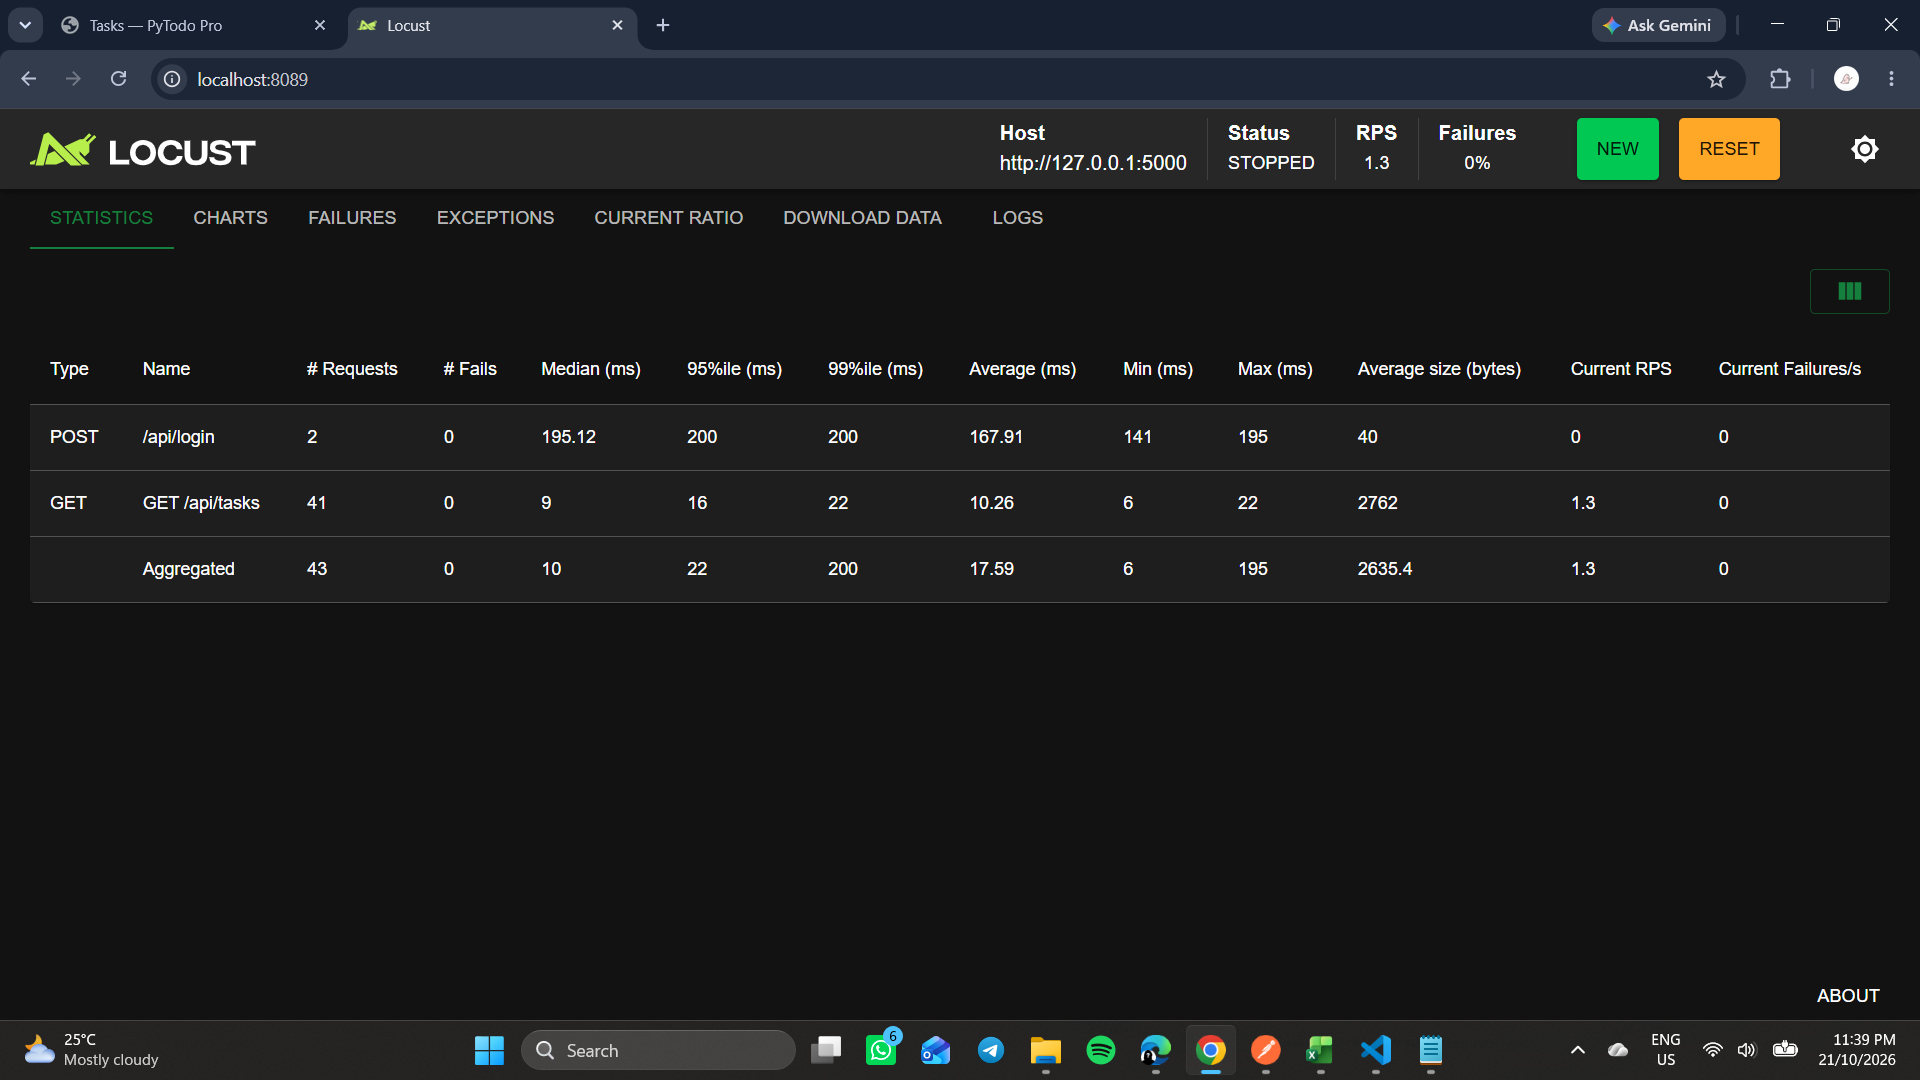 Tasks — PyTodo Pro
Locust
Ask Gemini
localhost:8089
LOCUST
Host
http://127.0.0.1:5000
Status
STOPPED
RPS
1.3
Failures
0%
NEW
RESET
STATISTICS CHARTS FAILURES EXCEPTIONS CURRENT RATIO DOWNLOAD DATA LOGS
Type Name # Requests # Fails Median (ms) 95%ile (ms) 99%ile (ms) Average (ms) Min (ms) Max (ms) Average size (bytes) Current RPS Current Failures/s
POST /api/login 2 0 195.12 200 200 167.91 141 195 40 0 0
GET GET /api/tasks 41 0 9 16 22 10.26 6 22 2762 1.3 0
Aggregated 43 0 10 22 200 17.59 6 195 2635.4 1.3 0
ABOUT
25°C
Mostly cloudy
Search
6
ENG
US
11:39 PM
21/10/2026